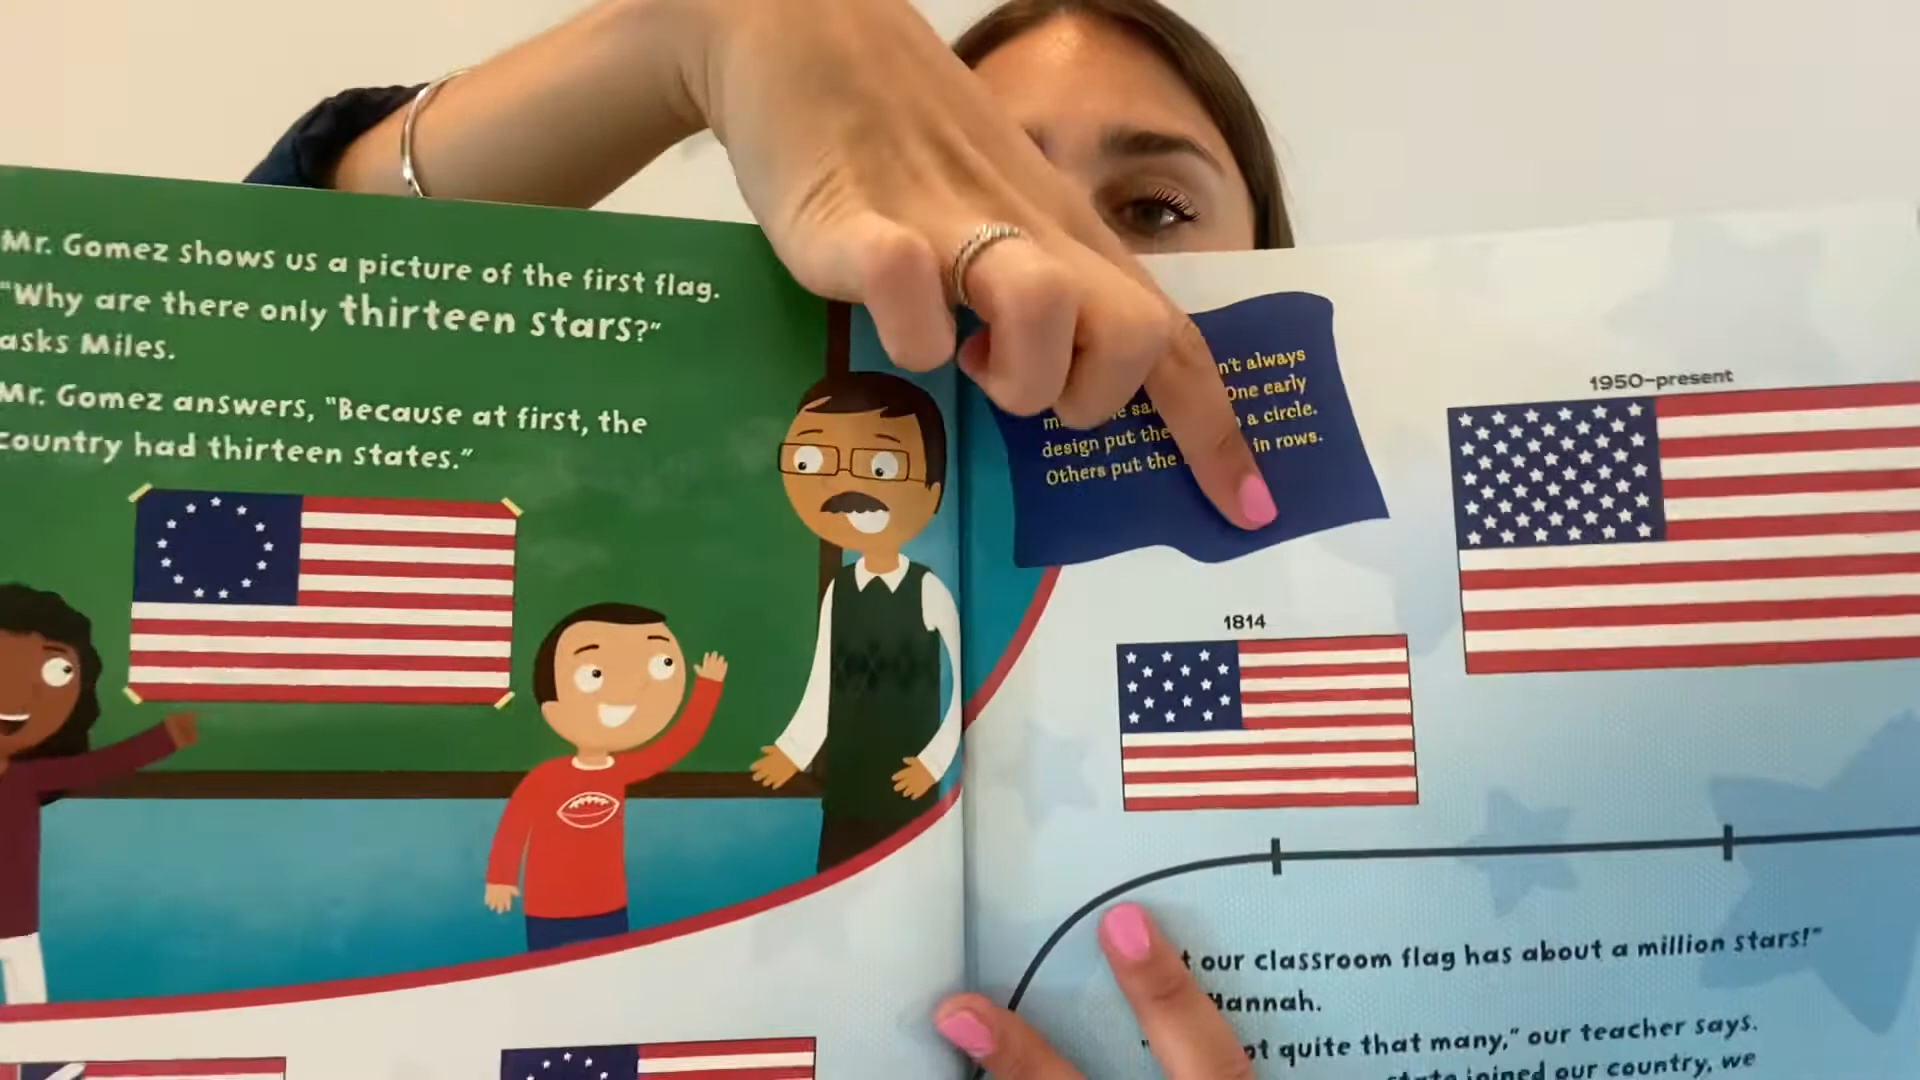 Mr. Gomez shows us a picture of the first flag.
"Why are there only thirteen stars?"
asks Miles.
Mr. Gomez answers, "Because at first, the
country had thirteen states."
n't always
One early
design put the a circle.
Others put the in rows.
1950–present
1814
our classroom flag has about a million stars!"
Hannah.
quite that many," our teacher says.
joined our country, we